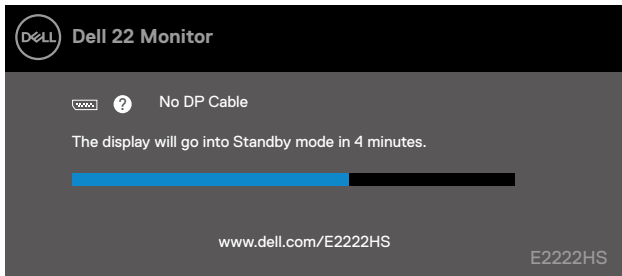 DELL Dell 22 Monitor
? No DP Cable
The display will go into Standby mode in 4 minutes.
www.dell.com/E2222HS
E2222HS